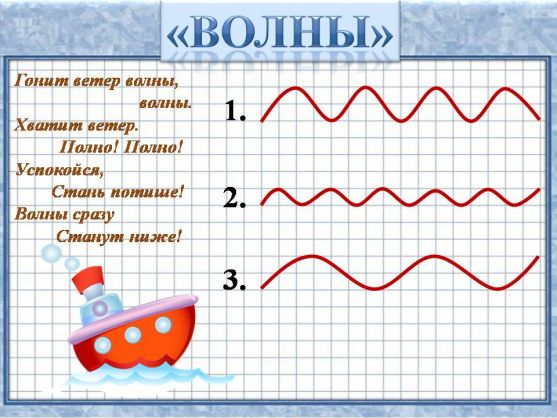 «ВОЛНЫ»
Гонит ветер волны,
волны.
Хватит ветер.
Полно! Полно!
Успокойся,
Стань потише!
Волны сразу
Станут ниже!
1.
2.
3.